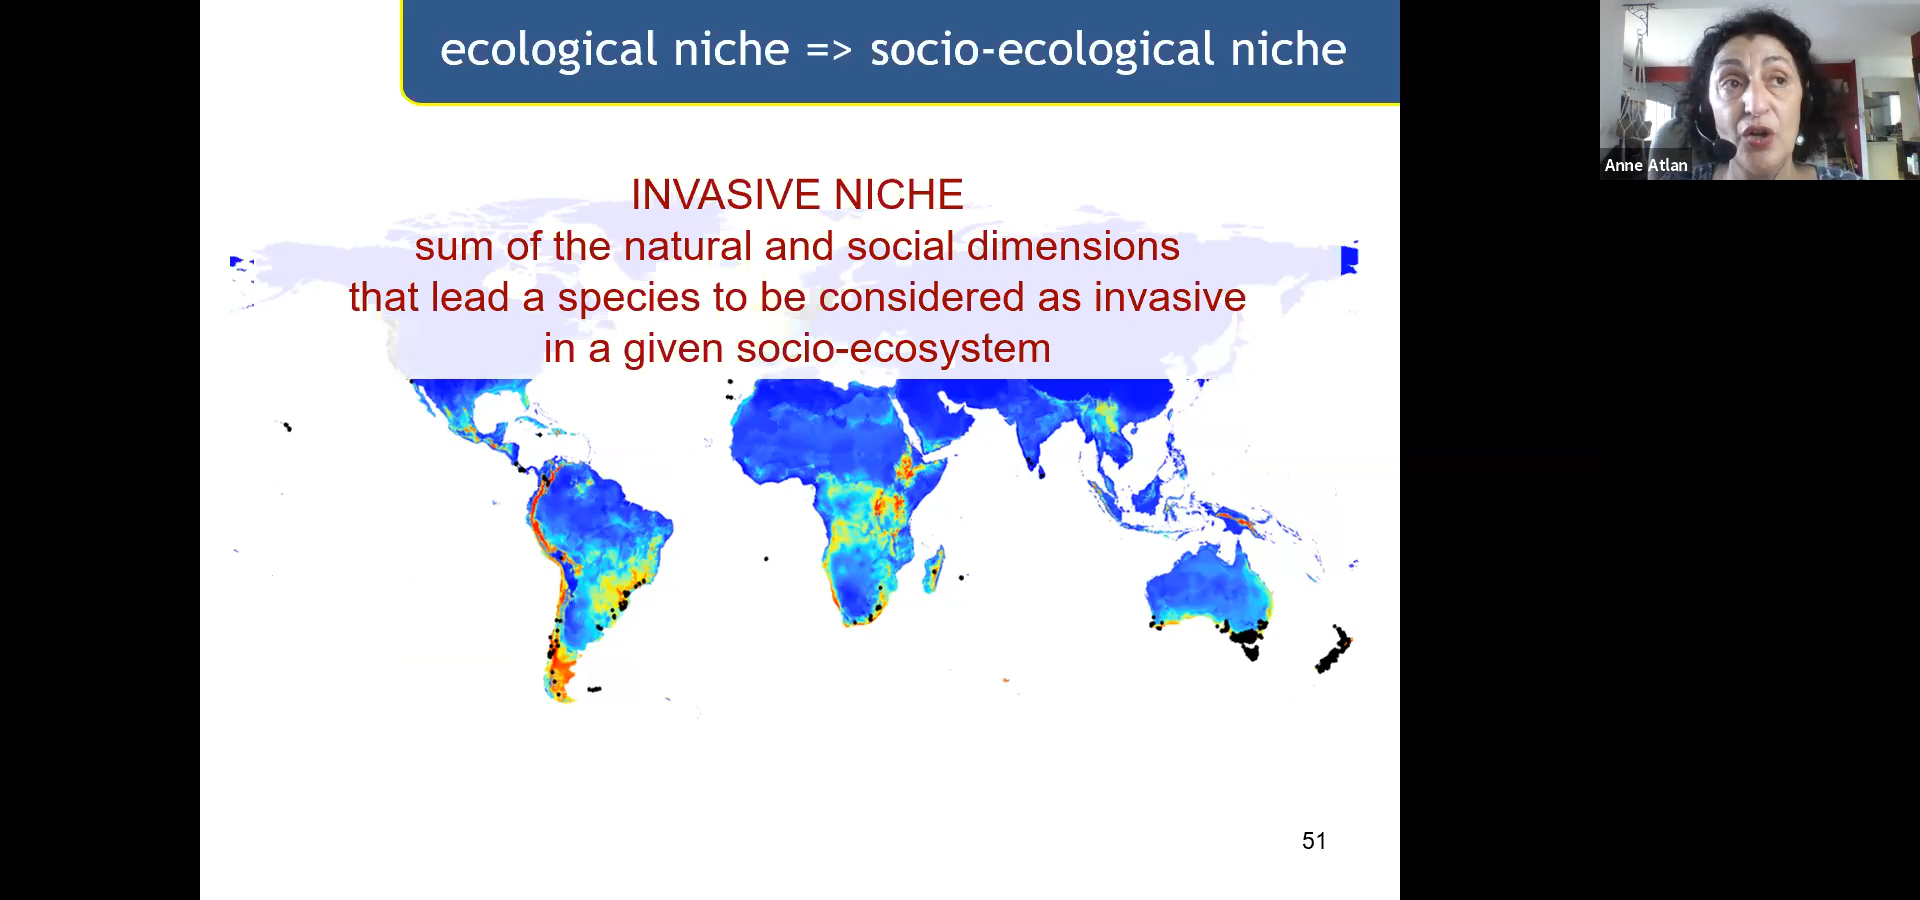 ecological niche => socio-ecological niche
INVASIVE NICHE
sum of the natural and social dimensions
that lead a species to be considered as invasive
in a given socio-ecosystem
51
Anne Atlan